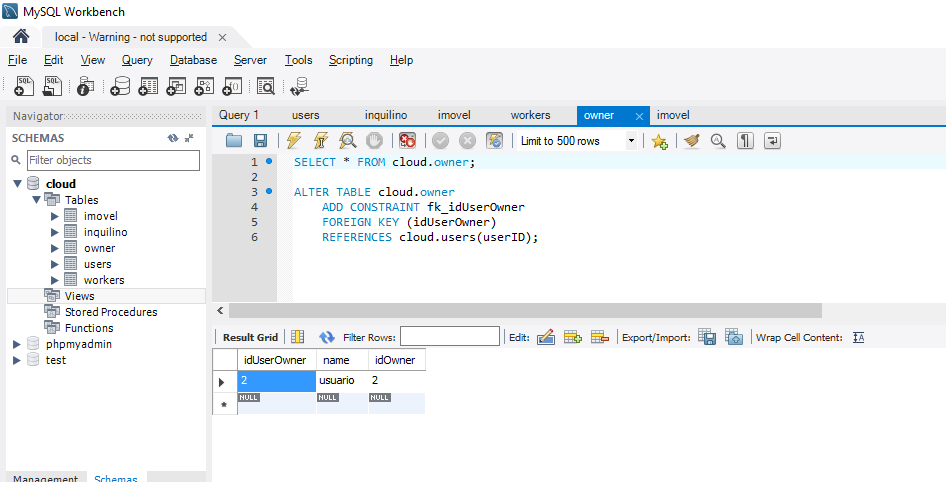 MySQL Workbench
local - Warning - not supported
File Edit View Query Database Server Tools Scripting Help
Navigator
SCHEMAS
Filter objects
cloud
Tables
imovel
inquilino
owner
users
workers
Views
Stored Procedures
Functions
phpmyadmin
test
Management Schemas
Query 1 users inquilino imovel workers owner imovel
Limit to 500 rows
1 SELECT * FROM cloud.owner;
2
3 ALTER TABLE cloud.owner
4 ADD CONSTRAINT fk_idUserOwner
5 FOREIGN KEY (idUserOwner)
6 REFERENCES cloud.users(userID);
Result Grid Filter Rows: Edit: Export/Import: Wrap Cell Content:
idUserOwner name idOwner
2 usuario 2
NULL NULL NULL